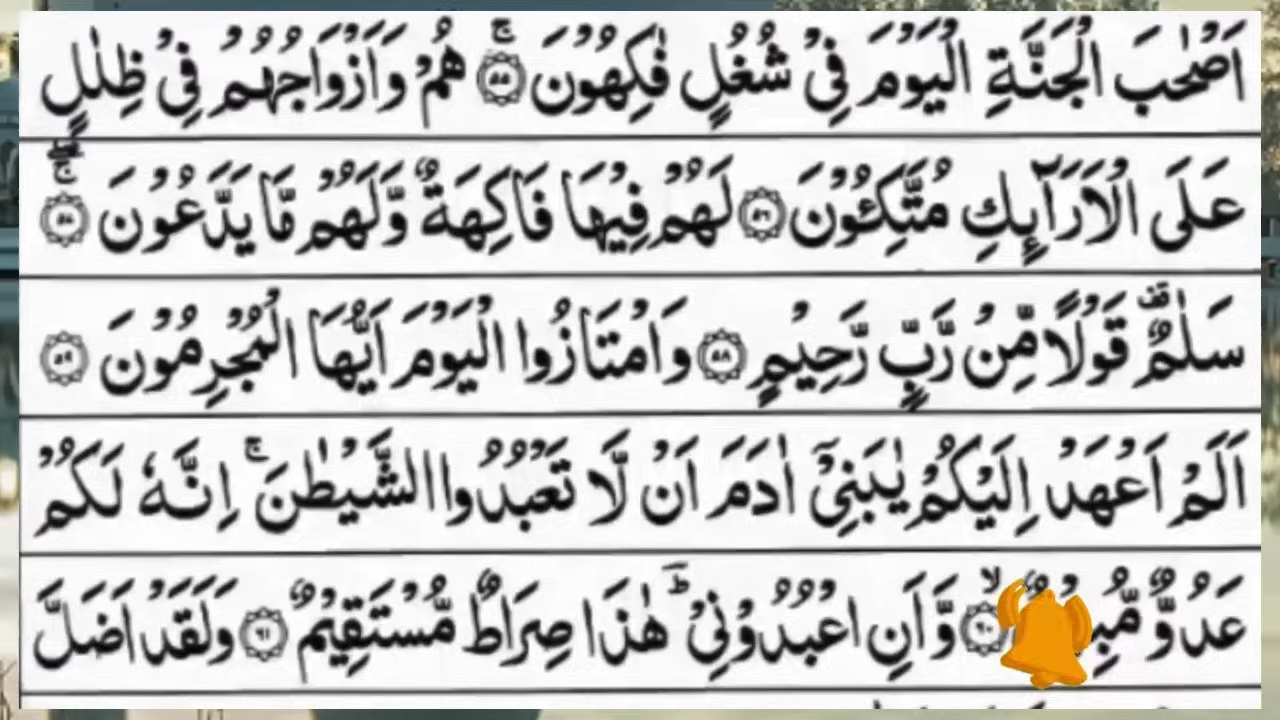 اَصْحٰبَ الْجَنَّةِ الْيَوْمَ فِىْ شُغُلٍ فٰكِهُوْنَ ۚ‏﴿۵۵﴾ هُمْ وَاَزْوَاجُهُمْ فِىْ ظِلٰلٍ
عَلَى الْاَرَآٮِٕكِ مُتَّكِـُٔوْنَ ﴿۵۶﴾ لَهُمْ فِيْهَا فَاكِهَةٌ وَّلَهُمْ مَّا يَدَّعُوْنَ ۚ ﴿۵۷﴾
سَلٰمٌ ۣ قَوْلًا مِّنْ رَّبٍّ رَّحِيْمٍ ﴿۵۸﴾ وَامْتَازُوا الْيَوْمَ اَيُّهَا الْمُجْرِمُوْنَ ﴿۵۹﴾
اَلَمْ اَعْهَدْ اِلَيْكُمْ يٰبَنِىْۤ اٰدَمَ اَنْ لَّا تَعْبُدُوا الشَّيْطٰنَ ۚ اِنَّهٗ لَكُمْ
عَدُوٌّ ﴿۶۰﴾ وَّاَنِ اعْبُدُوْنِىْ ؕ هٰذَا صِرَاطٌ مُّسْتَقِيْمٌ ﴿۶۱﴾ وَلَقَدْ اَضَلَّ